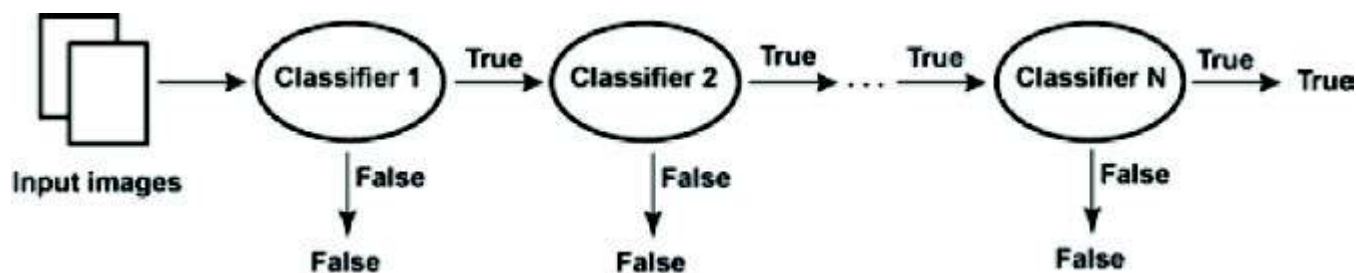 Input images
Classifier 1
True
Classifier 2
True
. . .
True
Classifier N
True
True
False
False
False
False
False
False